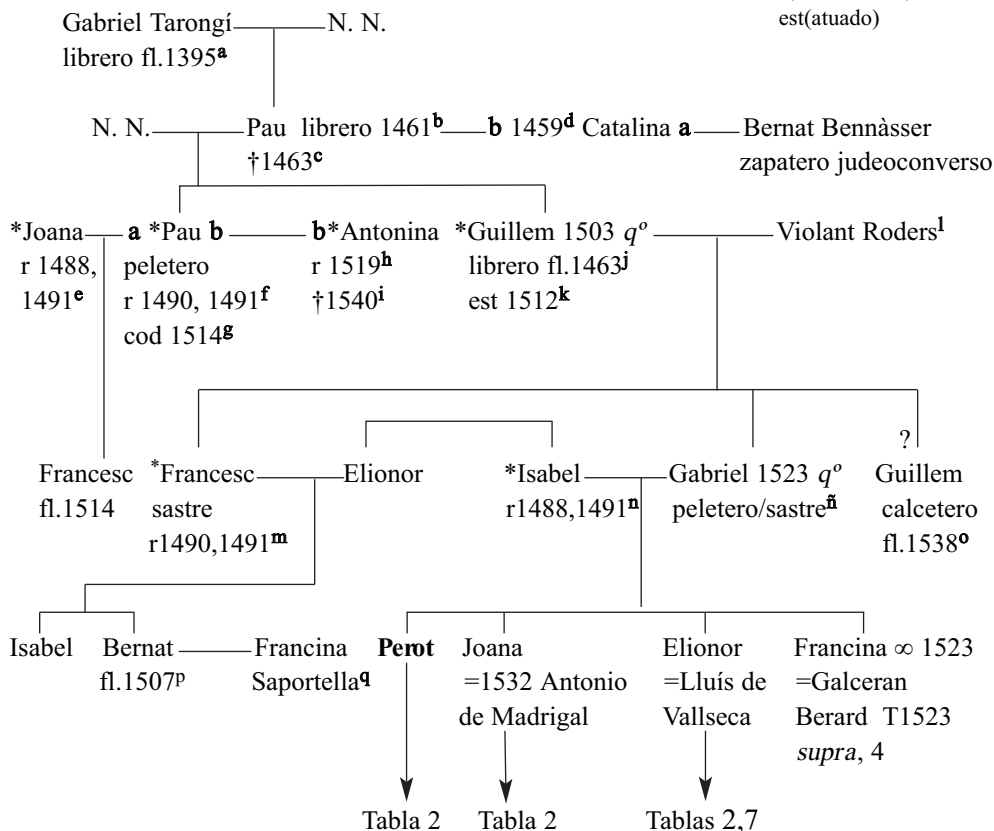 est(atuado)
Gabriel Tarongí N. N.
librero fl.1395ᵃ
N. N. Pau librero 1461ᵇ b 1459ᵈ Catalina a Bernat Bennàsser
†1463ᶜ zapatero judeoconverso
*Joana a *Pau b b*Antonina *Guillem 1503 qº Violant Rodersˡ
r 1488, peletero r 1519ʰ librero fl.1463ʲ
1491ᵉ r 1490, 1491ᶠ †1540ⁱ est 1512ᵏ
cod 1514ᵍ
?
Francesc *Francesc Elionor *Isabel Gabriel 1523 qº Guillem
fl.1514 sastre r1488,1491ⁿ peletero/sastreñ calcetero
r1490,1491ᵐ fl.1538ᵒ
Isabel Bernat Francina Perot Joana Elionor Francina ∞ 1523
fl.1507ᵖ Saportella𐞥 =1532 Antonio =Lluís de =Galceran
de Madrigal Vallseca Berard T1523
supra, 4
Tabla 2 Tabla 2 Tablas 2,7